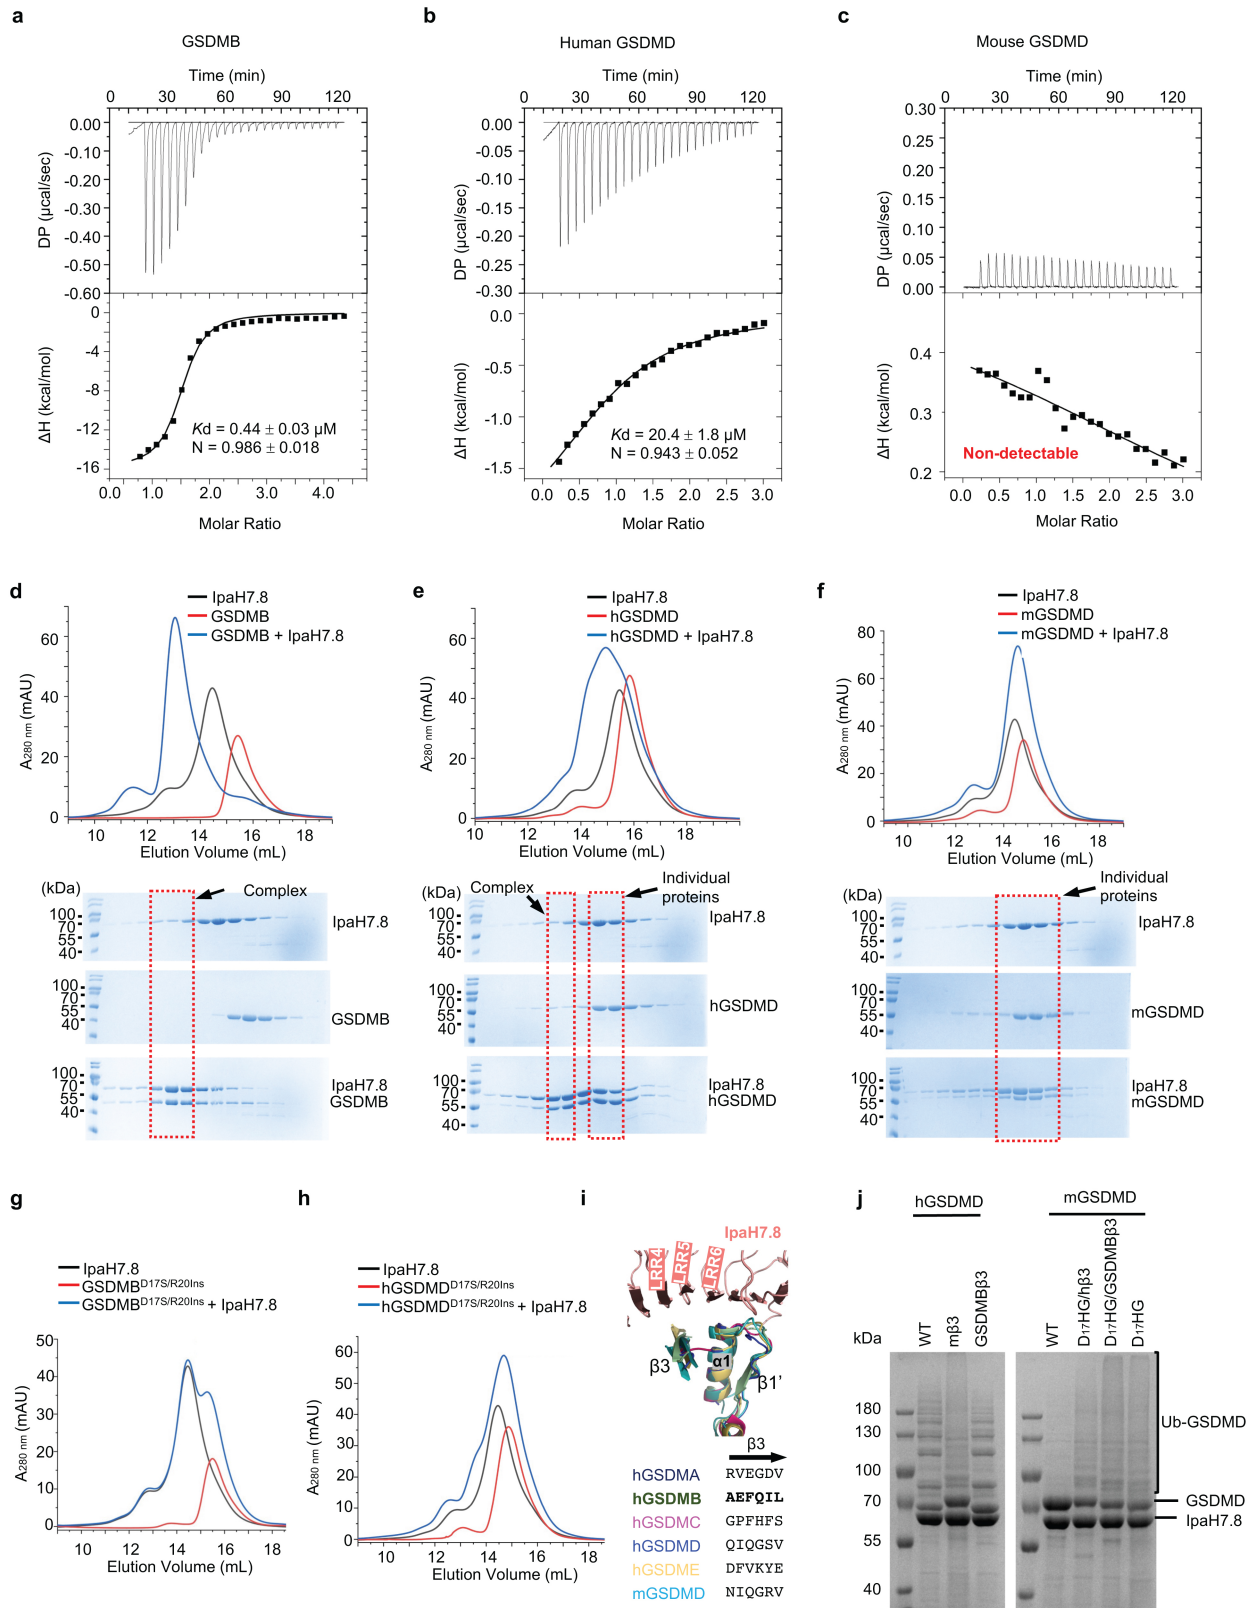 a
GSDMB
Time (min)
0 30 60 90 120
0.00
-0.10
-0.20
-0.30
-0.40
-0.50
-0.60
DP (µcal/sec)
0
-4
-8
-12
-16
ΔH (kcal/mol)
Kd = 0.44 ± 0.03 µM
N = 0.986 ± 0.018
0.0 1.0 2.0 3.0 4.0
Molar Ratio
b
Human GSDMD
Time (min)
0 30 60 90 120
0.00
-0.05
-0.10
-0.15
-0.20
-0.25
-0.30
DP (µcal/sec)
0.0
-0.5
-1.0
-1.5
ΔH (kcal/mol)
Kd = 20.4 ± 1.8 µM
N = 0.943 ± 0.052
0.0 0.5 1.0 1.5 2.0 2.5 3.0
Molar Ratio
c
Mouse GSDMD
Time (min)
0 30 60 90 120
0.30
0.25
0.20
0.15
0.10
0.05
0.00
DP (µcal/sec)
0.4
0.3
0.2
ΔH (kcal/mol)
Non-detectable
0.0 0.5 1.0 1.5 2.0 2.5 3.0
Molar Ratio
d
IpaH7.8
GSDMB
GSDMB + IpaH7.8
60
40
20
0
A280 nm (mAU)
10 12 14 16 18
Elution Volume (mL)
(kDa)
Complex
100
70
55
40
IpaH7.8
100
70
55
40
GSDMB
100
70
55
40
IpaH7.8
GSDMB
e
IpaH7.8
hGSDMD
hGSDMD + IpaH7.8
60
40
20
0
A280 nm (mAU)
10 12 14 16 18
Elution Volume (mL)
(kDa)
Complex
Individual
proteins
100
70
55
40
IpaH7.8
100
70
55
40
hGSDMD
100
70
55
40
IpaH7.8
hGSDMD
f
IpaH7.8
mGSDMD
mGSDMD + IpaH7.8
80
60
40
20
0
A280 nm (mAU)
10 12 14 16 18
Elution Volume (mL)
(kDa)
Individual
proteins
100
70
55
40
IpaH7.8
100
70
55
40
mGSDMD
100
70
55
40
IpaH7.8
mGSDMD
g
IpaH7.8
GSDMBD17S/R20Ins
GSDMBD17S/R20Ins + IpaH7.8
50
40
30
20
10
0
A280 nm (mAU)
10 12 14 16 18
Elution Volume (mL)
h
IpaH7.8
hGSDMDD17S/R20Ins
hGSDMDD17S/R20Ins + IpaH7.8
60
50
40
30
20
10
0
A280 nm (mAU)
10 12 14 16 18
Elution Volume (mL)
i
IpaH7.8
LRR4
LRR5
LRR6
β3
α1
β1'
β3
hGSDMA RVEGDV
hGSDMB AEFQIL
hGSDMC GPFHFS
hGSDMD QIQGSV
hGSDME DFVKYE
mGSDMD NIQGRV
j
hGSDMD
mGSDMD
kDa
WT
mβ3
GSDMBβ3
WT
D17HG/hβ3
D17HG/GSDMBβ3
D17HG
180
130
100
70
55
40
Ub-GSDMD
GSDMD
IpaH7.8